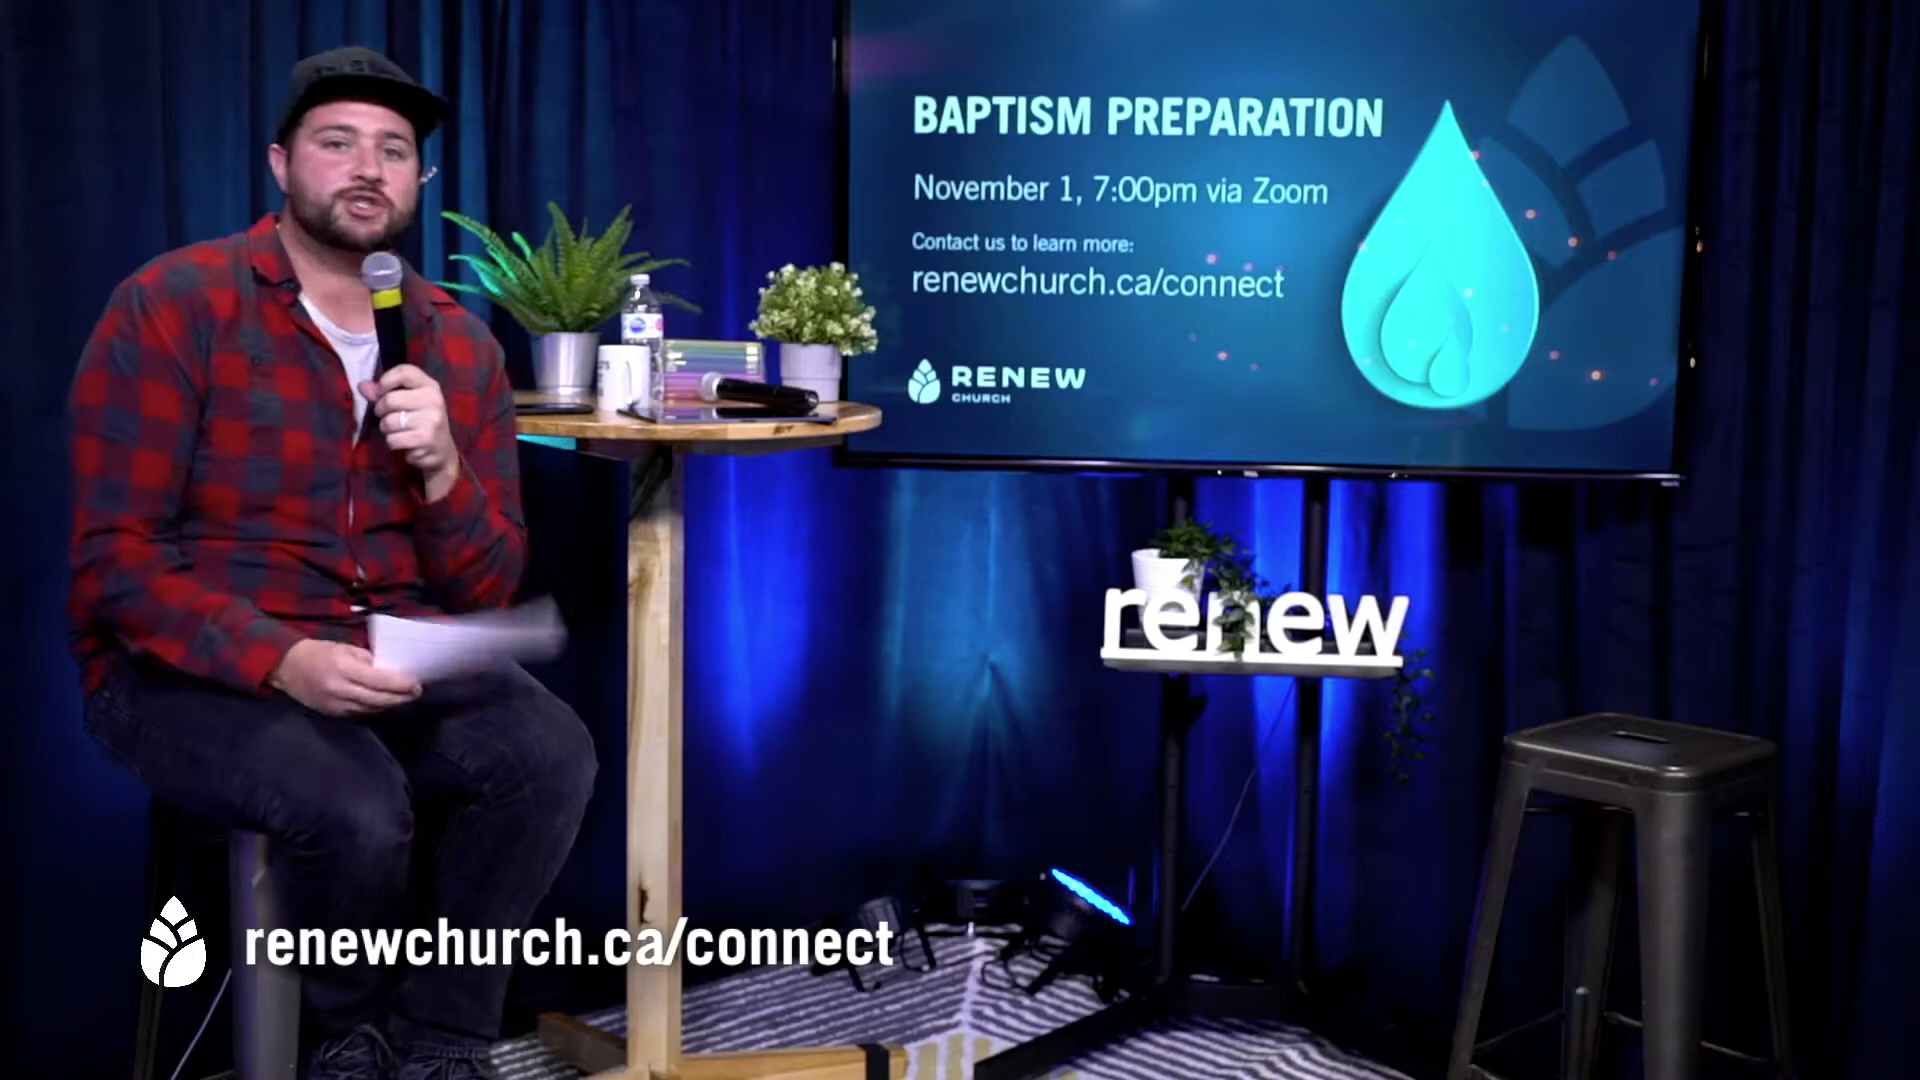 BAPTISM PREPARATION
November 1, 7:00pm via Zoom
Contact us to learn more:
renewchurch.ca/connect
RENEW
CHURCH
renew
renewchurch.ca/connect